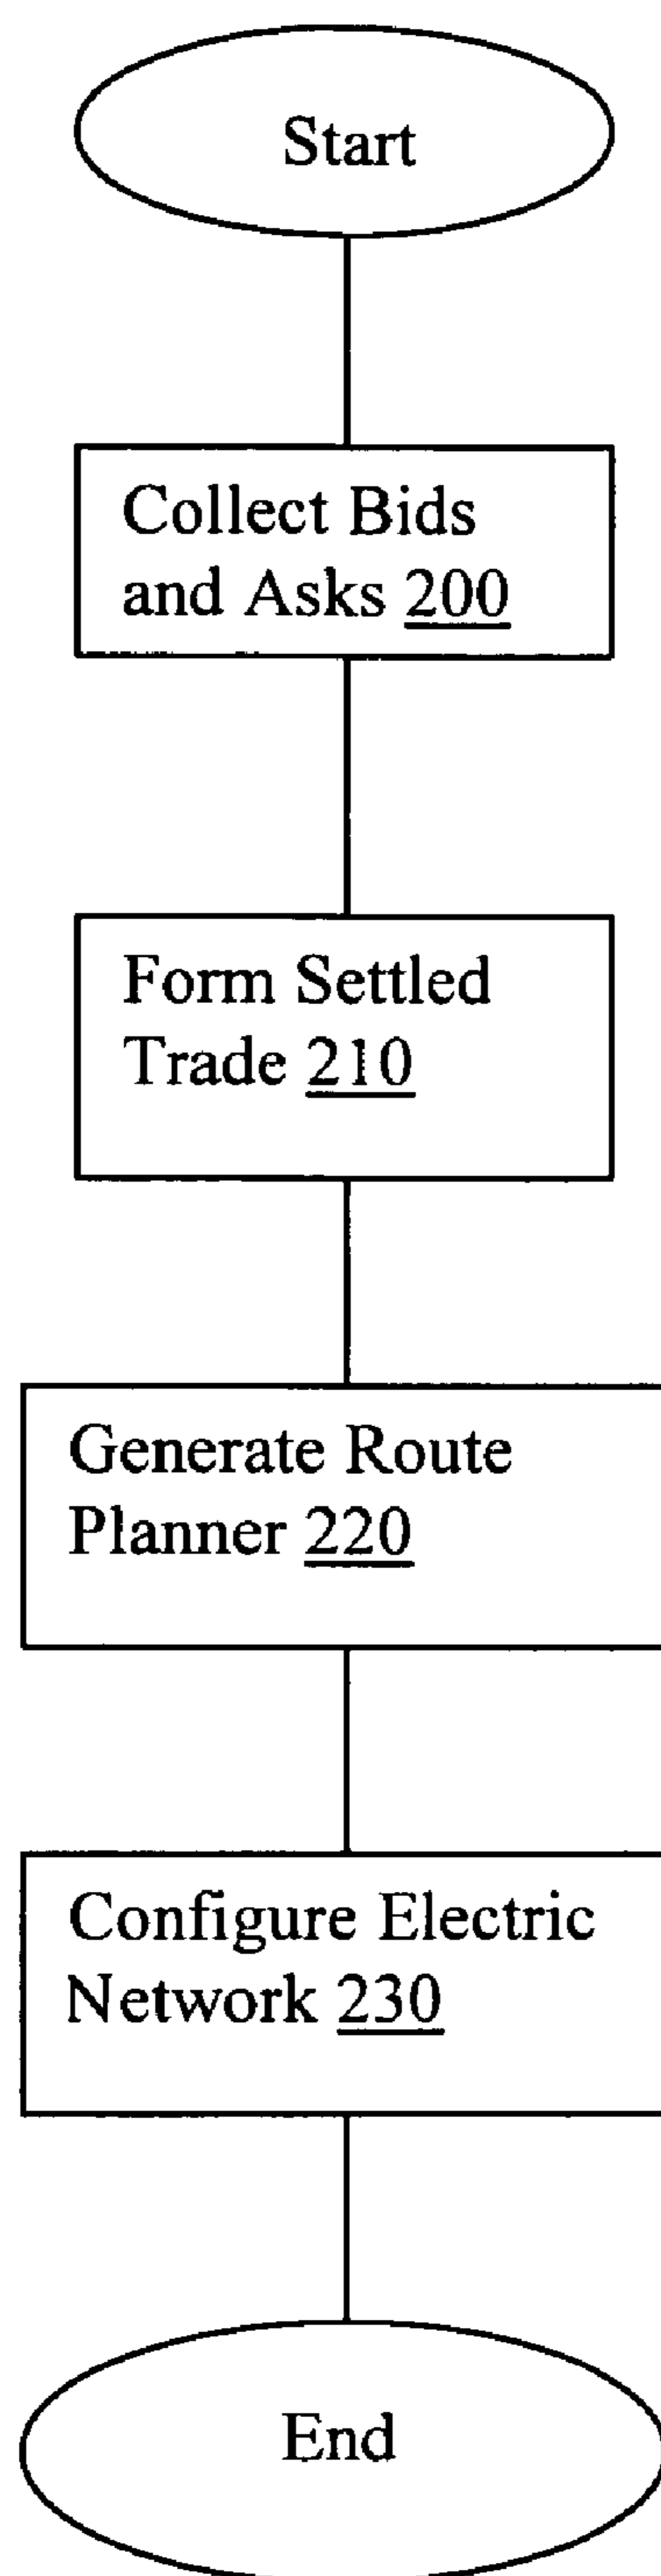 Start
Collect Bids
and Asks 200
Form Settled
Trade 210
Generate Route
Planner 220
Configure Electric
Network 230
End